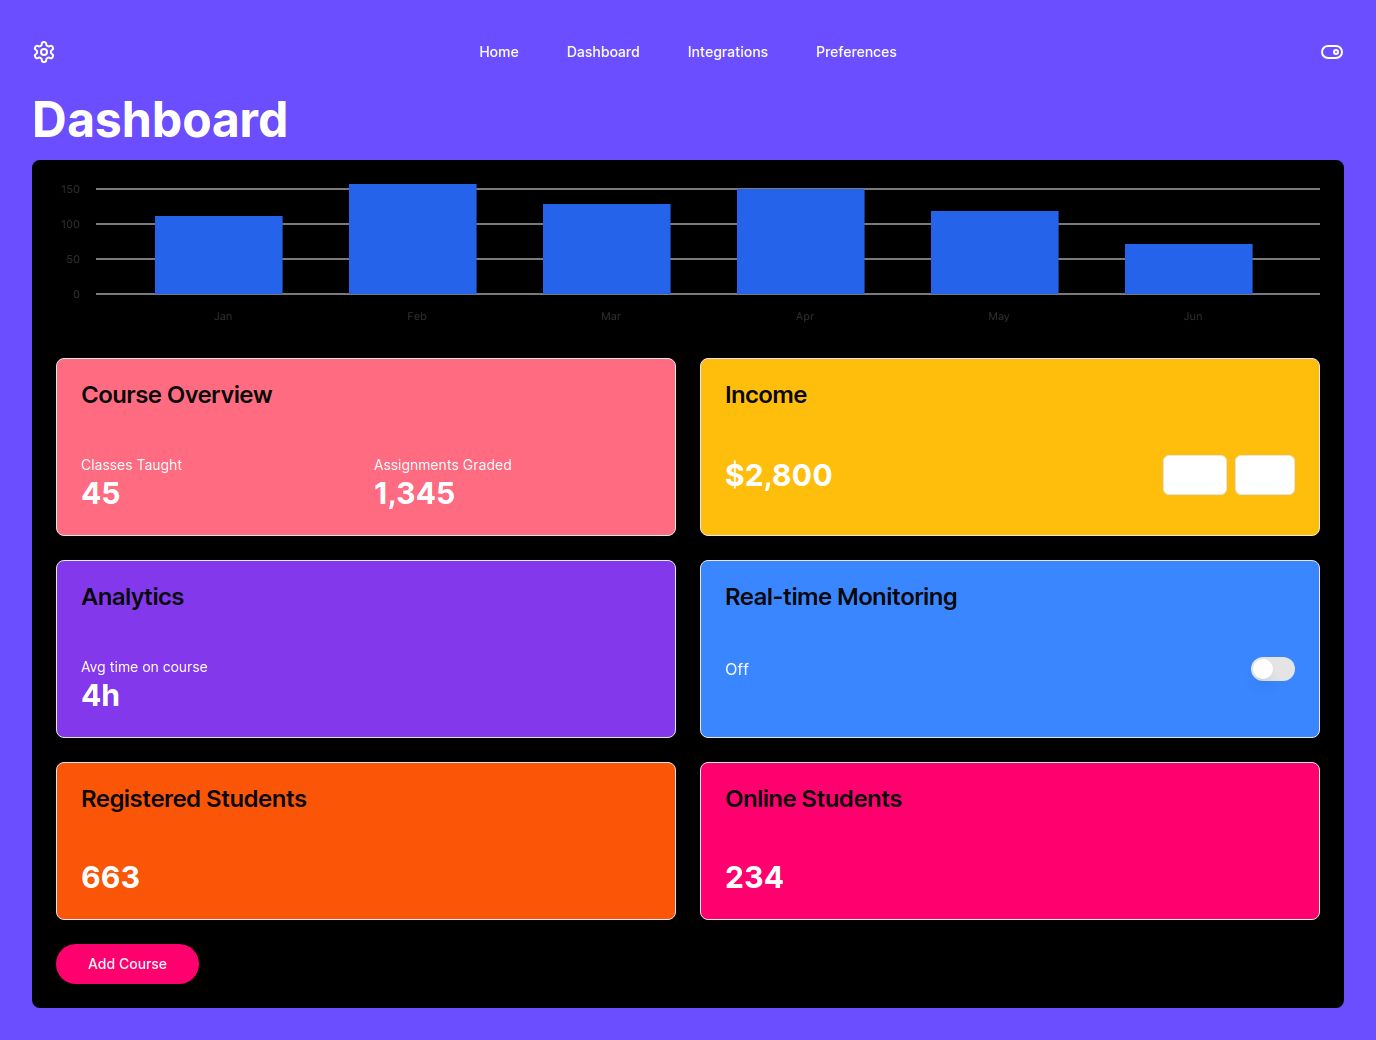 Home Dashboard Integrations Preferences
Dashboard
150
100
50
0
Jan Feb Mar Apr May Jun
Course Overview
Classes Taught
45
Assignments Graded
1,345
Income
$2,800
Analytics
Avg time on course
4h
Real-time Monitoring
Off
Registered Students
663
Online Students
234
Add Course